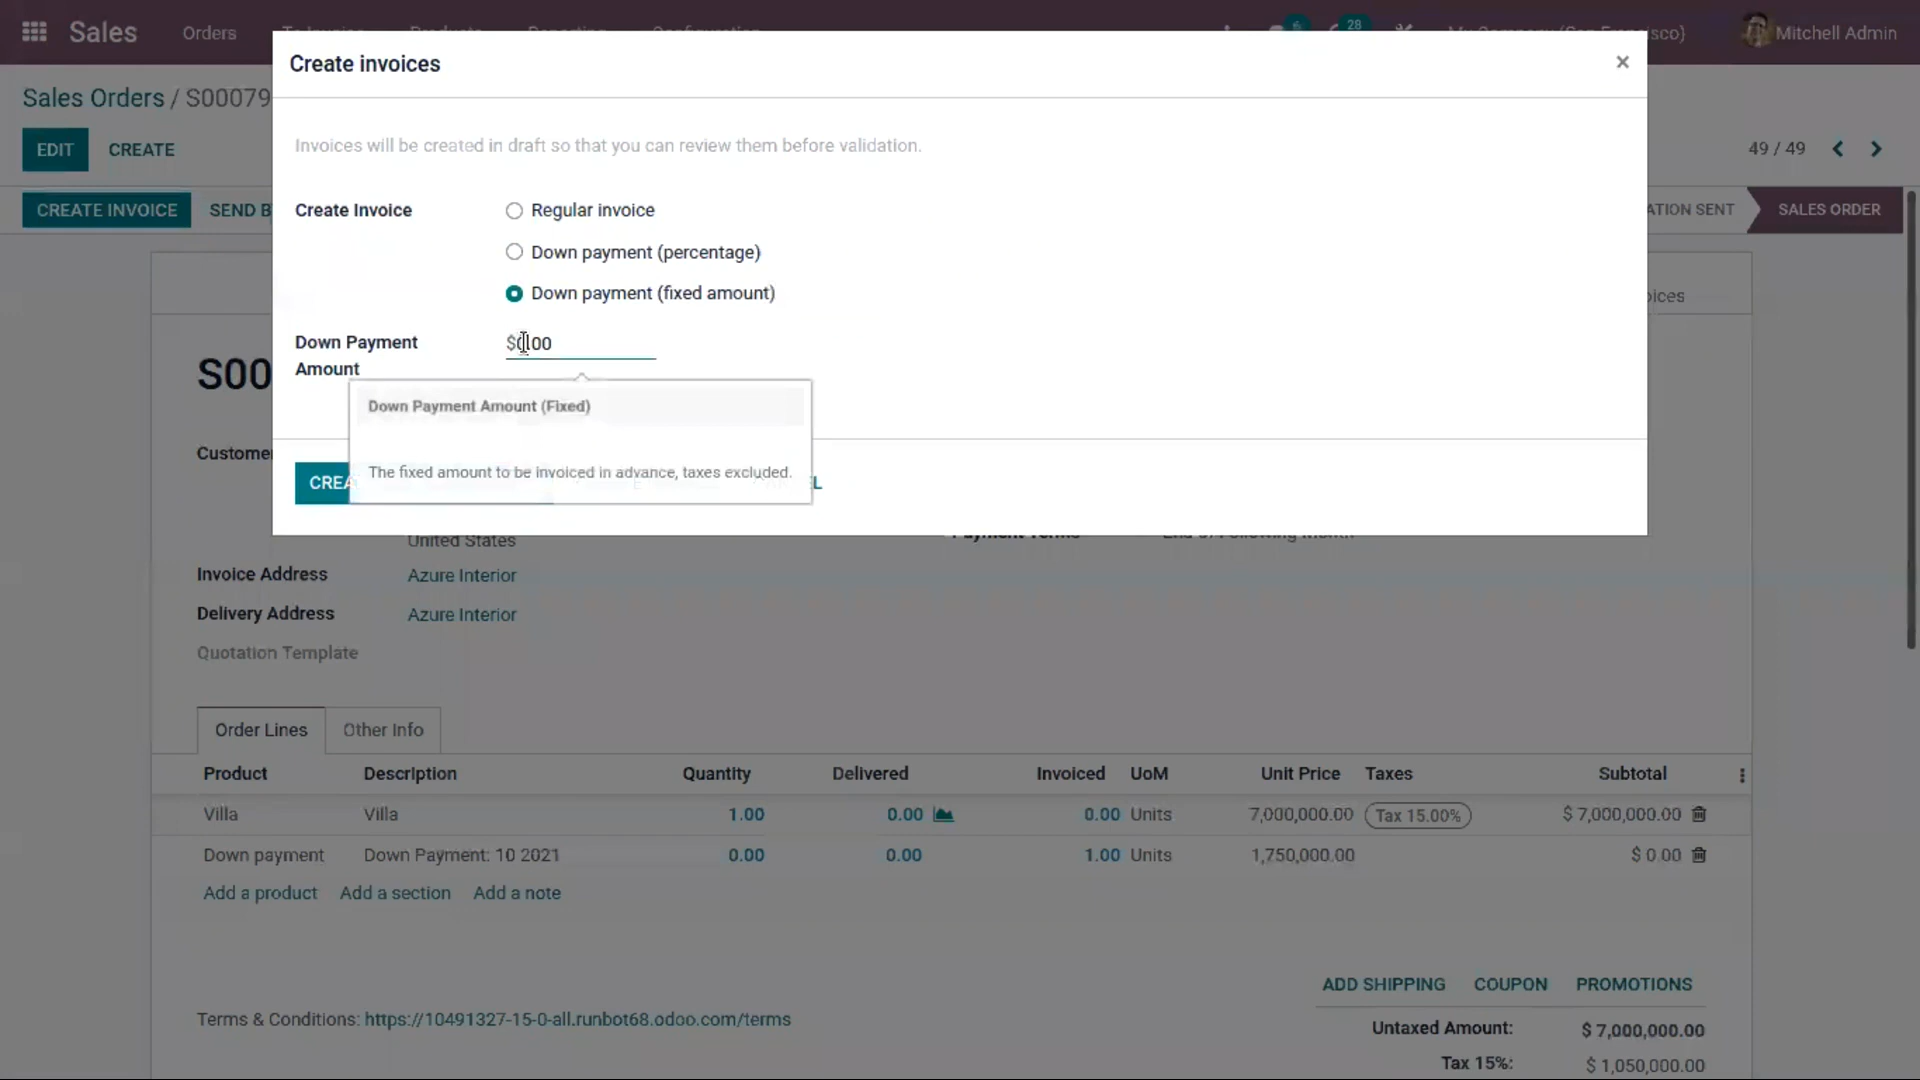 Sales Orders
28
Mitchell Admin
Create invoices
Sales Orders / S00079
EDIT CREATE
49 / 49
Invoices will be created in draft so that you can review them before validation.
CREATE INVOICE SEND B
ATION SENT SALES ORDER
Create Invoice
Regular invoice
Down payment (percentage)
Down payment (fixed amount)
oices
Down Payment Amount
$0.00
S00
Down Payment Amount (Fixed)
The fixed amount to be invoiced in advance, taxes excluded.
Custome
CREA
L
United States
Invoice Address Azure Interior
Delivery Address Azure Interior
Quotation Template
Order Lines Other Info
Product Description Quantity Delivered Invoiced UoM Unit Price Taxes Subtotal
Villa Villa 1.00 0.00 0.00 Units 7,000,000.00 Tax 15.00% $ 7,000,000.00
Down payment Down Payment: 10 2021 0.00 0.00 1.00 Units 1,750,000.00 $ 0.00
Add a product Add a section Add a note
ADD SHIPPING COUPON PROMOTIONS
Terms & Conditions: https://10491327-15-0-all.runbot68.odoo.com/terms
Untaxed Amount: $ 7,000,000.00
Tax 15%: $ 1,050,000.00